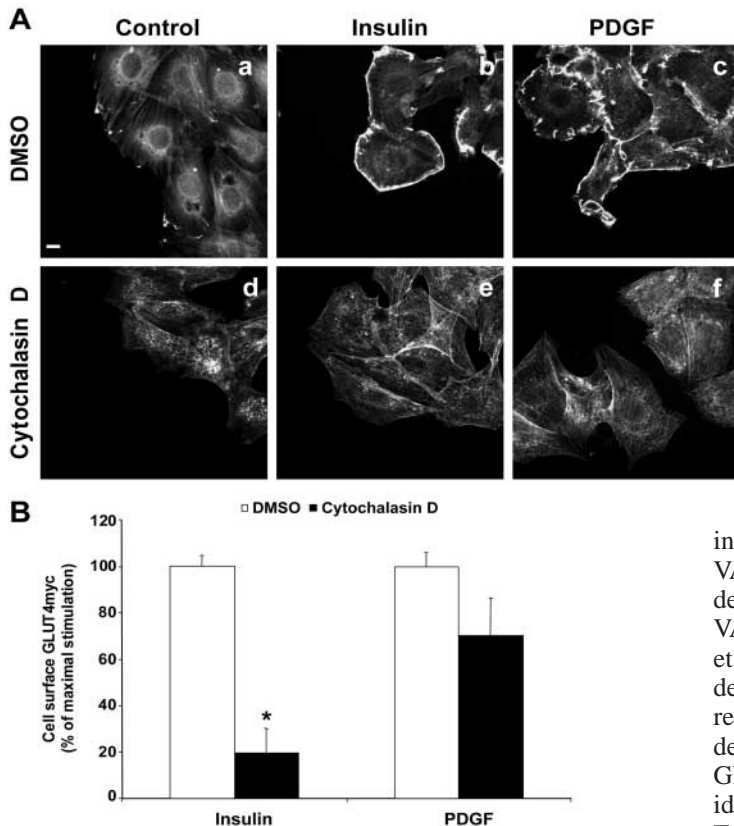 A
Control Insulin PDGF
DMSO
a b c
Cytochalasin D
d e f
B
DMSO Cytochalasin D
Cell surface GLUT4myc
(% of maximal stimulation)
120
100
80
60
40
20
0
*
Insulin PDGF
in
VA
de
VA
et
de
re
de
Gl
id